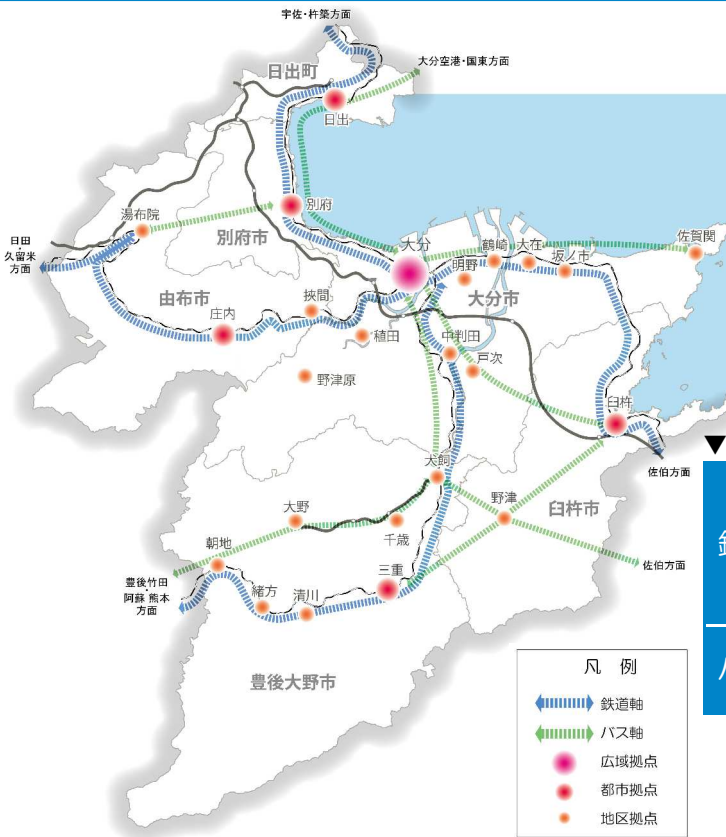 宇佐・杵築方面
日出町
大分空港・国東方面
日出
湯布院
別府
別府市
日田
・
久留米
方面
大分
鶴崎
大在
佐賀関
明野
坂ノ市
由布市
挾間
大分市
庄内
稙田
中判田
戸次
野津原
臼杵
佐伯方面
犬飼
大野
野津
臼杵市
千歳
朝地
佐伯方面
三重
豊後竹田
・
阿蘇 熊本
方面
緒方
清川
豊後大野市
凡 例
鉄道軸
バス軸
広域拠点
都市拠点
地区拠点